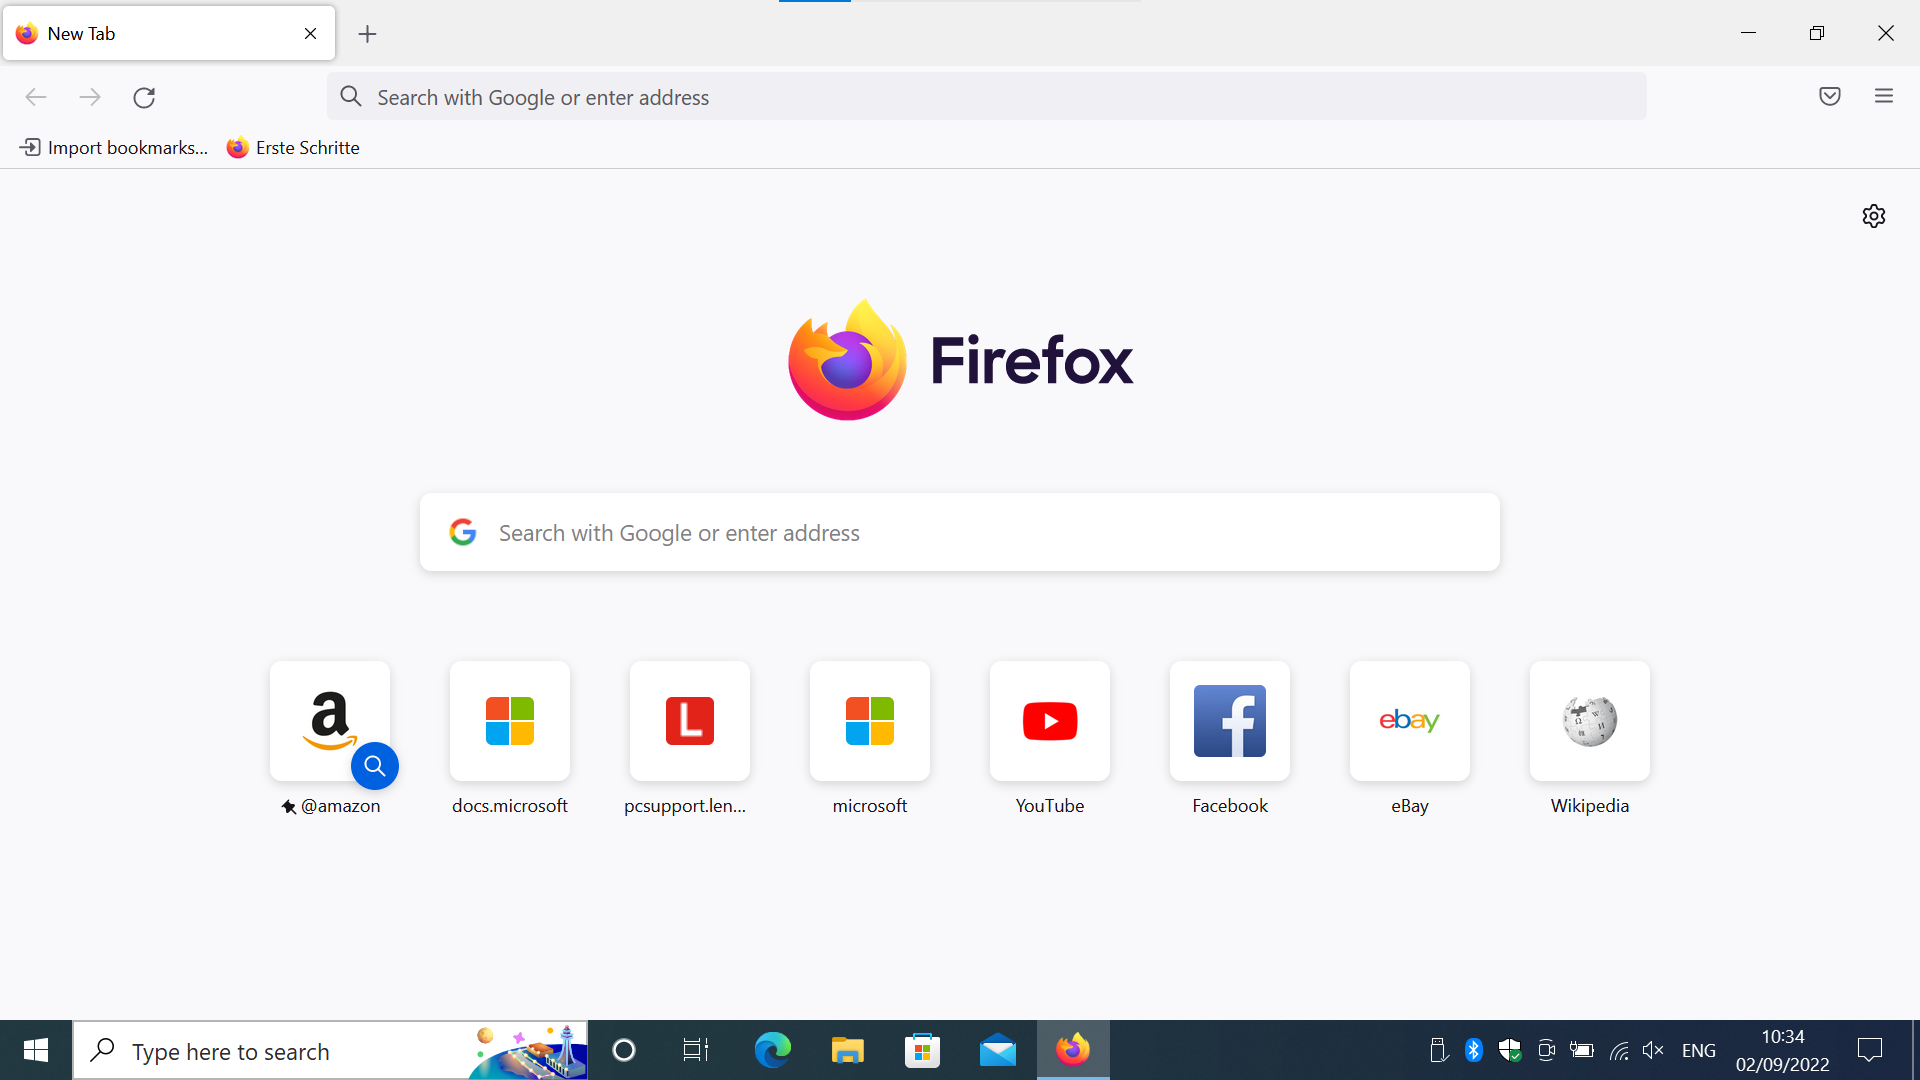 New Tab
Search with Google or enter address
Import bookmarks... Erste Schritte
Firefox
Search with Google or enter address
@amazon docs.microsoft pcsupport.len... microsoft YouTube Facebook eBay Wikipedia
Type here to search
ENG
10:34
02/09/2022